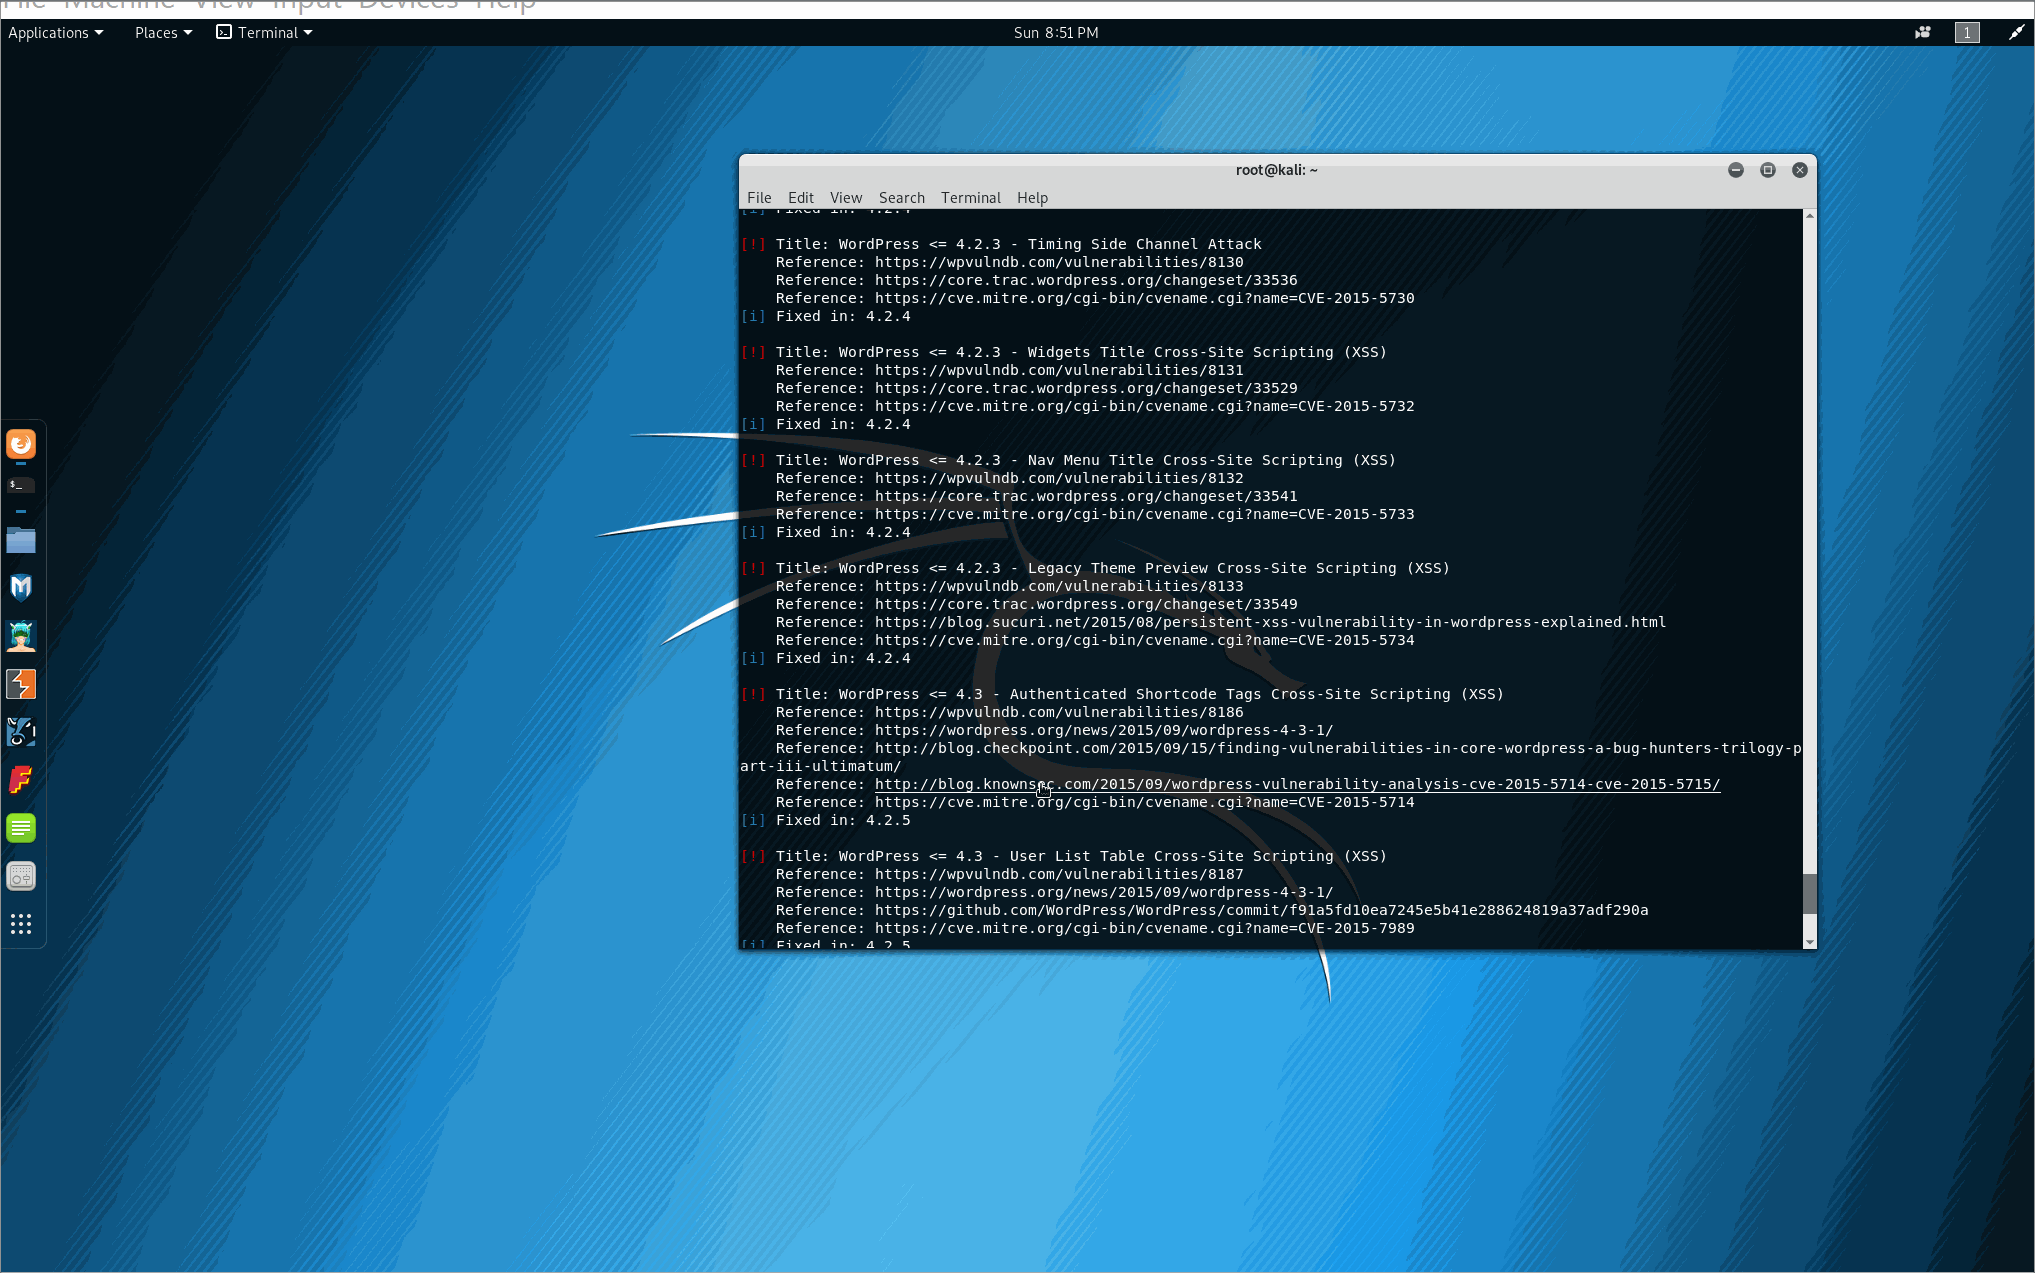 File Machine View Input Devices Help
Applications Places Terminal Sun 8:51 PM 1
root@kali: ~
File Edit View Search Terminal Help
[i] Fixed in: 4.2.4
[!] Title: WordPress <= 4.2.3 - Timing Side Channel Attack
Reference: https://wpvulndb.com/vulnerabilities/8130
Reference: https://core.trac.wordpress.org/changeset/33536
Reference: https://cve.mitre.org/cgi-bin/cvename.cgi?name=CVE-2015-5730
[i] Fixed in: 4.2.4
[!] Title: WordPress <= 4.2.3 - Widgets Title Cross-Site Scripting (XSS)
Reference: https://wpvulndb.com/vulnerabilities/8131
Reference: https://core.trac.wordpress.org/changeset/33529
Reference: https://cve.mitre.org/cgi-bin/cvename.cgi?name=CVE-2015-5732
[i] Fixed in: 4.2.4
[!] Title: WordPress <= 4.2.3 - Nav Menu Title Cross-Site Scripting (XSS)
Reference: https://wpvulndb.com/vulnerabilities/8132
Reference: https://core.trac.wordpress.org/changeset/33541
Reference: https://cve.mitre.org/cgi-bin/cvename.cgi?name=CVE-2015-5733
[i] Fixed in: 4.2.4
[!] Title: WordPress <= 4.2.3 - Legacy Theme Preview Cross-Site Scripting (XSS)
Reference: https://wpvulndb.com/vulnerabilities/8133
Reference: https://core.trac.wordpress.org/changeset/33549
Reference: https://blog.sucuri.net/2015/08/persistent-xss-vulnerability-in-wordpress-explained.html
Reference: https://cve.mitre.org/cgi-bin/cvename.cgi?name=CVE-2015-5734
[i] Fixed in: 4.2.4
[!] Title: WordPress <= 4.3 - Authenticated Shortcode Tags Cross-Site Scripting (XSS)
Reference: https://wpvulndb.com/vulnerabilities/8186
Reference: https://wordpress.org/news/2015/09/wordpress-4-3-1/
Reference: http://blog.checkpoint.com/2015/09/15/finding-vulnerabilities-in-core-wordpress-a-bug-hunters-trilogy-p
art-iii-ultimatum/
Reference: http://blog.knownsec.com/2015/09/wordpress-vulnerability-analysis-cve-2015-5714-cve-2015-5715/
Reference: https://cve.mitre.org/cgi-bin/cvename.cgi?name=CVE-2015-5714
[i] Fixed in: 4.2.5
[!] Title: WordPress <= 4.3 - User List Table Cross-Site Scripting (XSS)
Reference: https://wpvulndb.com/vulnerabilities/8187
Reference: https://wordpress.org/news/2015/09/wordpress-4-3-1/
Reference: https://github.com/WordPress/WordPress/commit/f91a5fd10ea7245e5b41e288624819a37adf290a
Reference: https://cve.mitre.org/cgi-bin/cvename.cgi?name=CVE-2015-7989
[i] Fixed in: 4.2.5